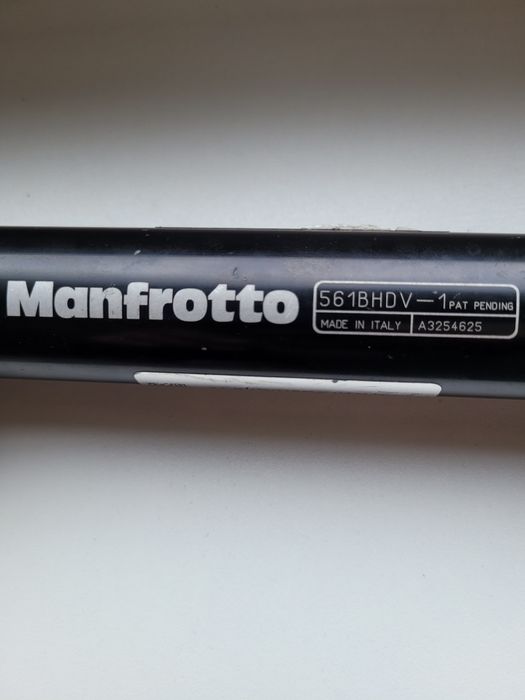 Manfrotto
561BHDV-1 PAT PENDING
MADE IN ITALY A3254625